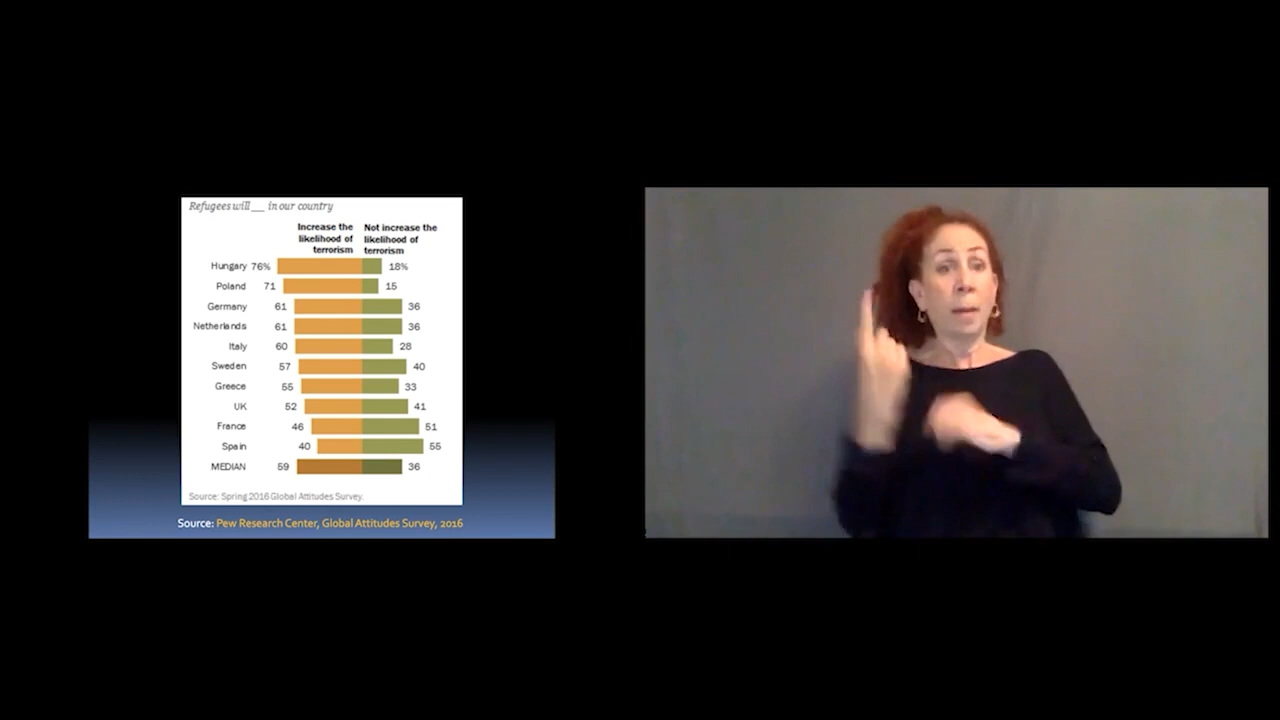 Refugees will __ in our country
Increase the likelihood of terrorism
Not increase the likelihood of terrorism
Hungary 76% 18%
Poland 71 15
Germany 61 36
Netherlands 61 36
Italy 60 28
Sweden 57 40
Greece 55 33
UK 52 41
France 46 51
Spain 40 55
MEDIAN 59 36
Source: Spring 2016 Global Attitudes Survey.
Source: Pew Research Center, Global Attitudes Survey, 2016